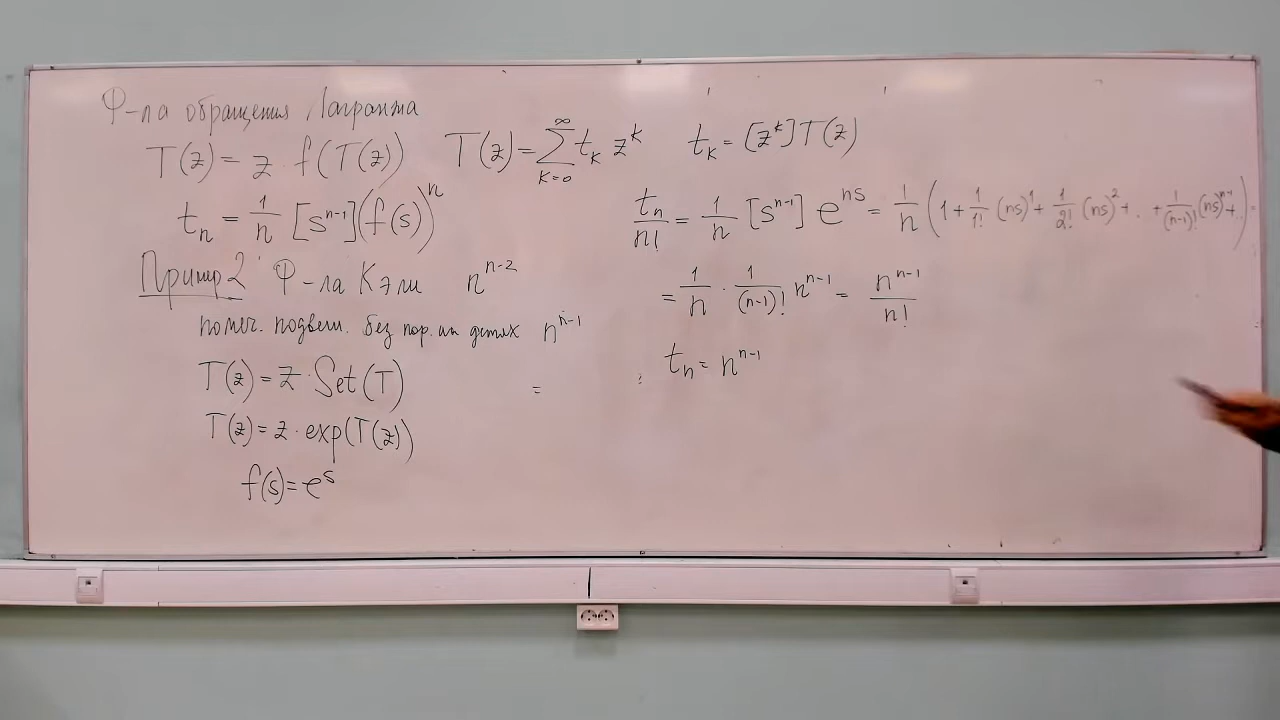 Ф-ла обращения Лагранжа
T(z) = z · f(T(z))   T(z) = ∑_{k=0}^{∞} t_k z^k   t_k = [z^k] T(z)
t_n = 1/n [s^{n-1}] (f(s))^n
Пример 2 Ф-ла Кэли n^{n-2}
помеч. подвеш. без пор. на детях n^{n-1}
T(z) = z · Set(T)
T(z) = z · exp(T(z))
f(s) = e^s
t_n/n! = 1/n [s^{n-1}] e^{ns} = 1/n (1 + 1/1! (ns)^1 + 1/2! (ns)^2 + .. + 1/(n-1)! (ns)^{n-1} + ..) =
= 1/n · 1/(n-1)! n^{n-1} = n^{n-1}/n!
t_n = n^{n-1}